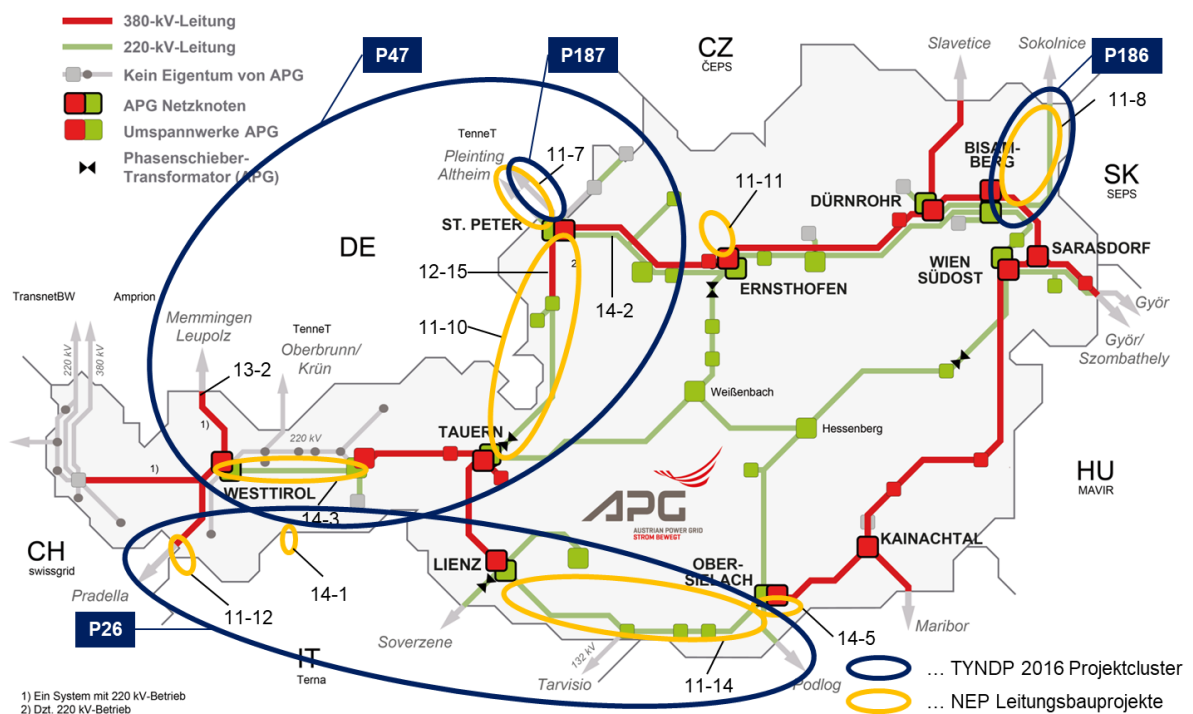 380-kV-Leitung
220-kV-Leitung
Kein Eigentum von APG
APG Netzknoten
Umspannwerke APG
Phasenschieber-
Transformator (APG)
P47
P187
P186
CZ
ČEPS
Slavetice
Sokolnice
11-8
TenneT
Pleinting
Altheim
11-7
BISAM-
BERG
SK
SEPS
11-11
DÜRNROHR
ST. PETER
DE
2
12-15
14-2
ERNSTHOFEN
WIEN
SÜDOST
SARASDORF
Györ
Györ/
Szombathely
TransnetBW
Amprion
Memmingen
Leupolz
TenneT
Oberbrunn/
Krün
11-10
220 kV
380 kV
13-2
1)
220 kV
1)
Weißenbach
Hessenberg
TAUERN
WESTTIROL
14-3
APG
AUSTRIAN POWER GRID
STROM BEWEGT
HU
MAVIR
CH
swissgrid
Pradella
11-12
14-1
LIENZ
OBER-
SIELACH
KAINACHTAL
P26
Soverzene
IT
Terna
132 kV
Tarvisio
11-14
Podlog
14-5
Maribor
... TYNDP 2016 Projektcluster
... NEP Leitungsbauprojekte
1) Ein System mit 220 kV-Betrieb
2) Dzt. 220 kV-Betrieb